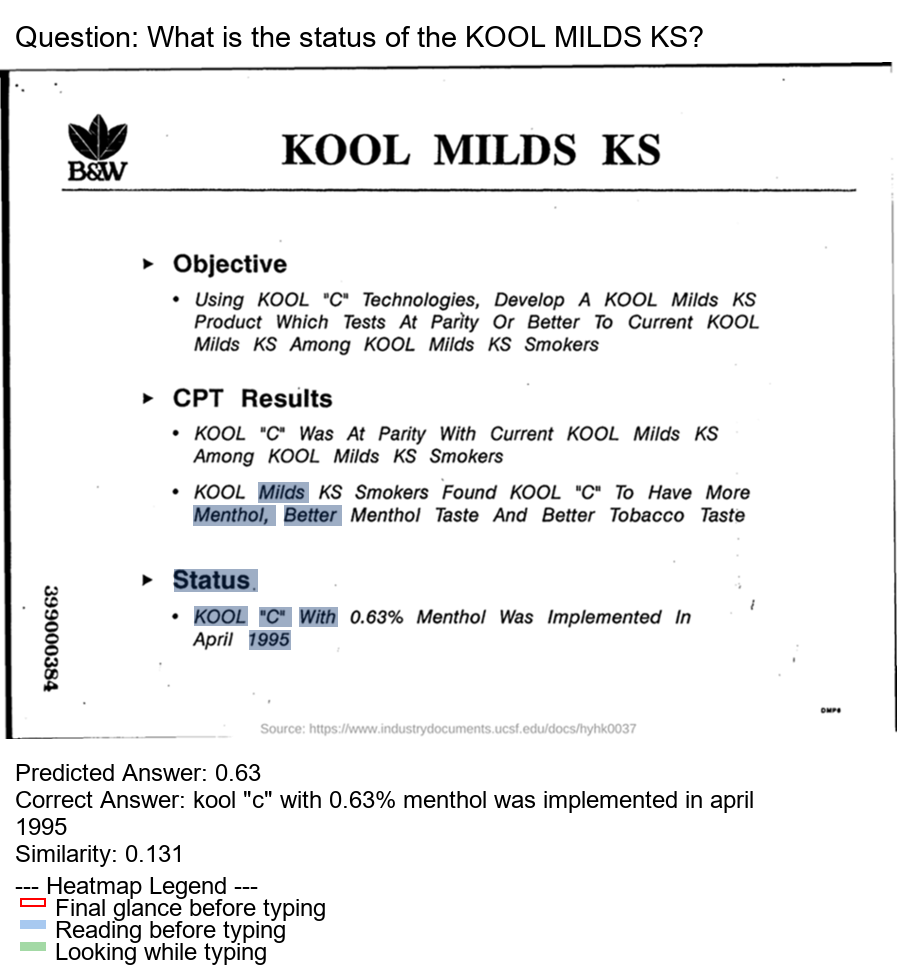 Question: What is the status of the KOOL MILDS KS?
B&W
KOOL MILDS KS
► Objective
• Using KOOL "C" Technologies, Develop A KOOL Milds KS
Product Which Tests At Parity Or Better To Current KOOL
Milds KS Among KOOL Milds KS Smokers
► CPT Results
• KOOL "C" Was At Parity With Current KOOL Milds KS
Among KOOL Milds KS Smokers
• KOOL Milds KS Smokers Found KOOL "C" To Have More
Menthol, Better Menthol Taste And Better Tobacco Taste
► Status
• KOOL "C" With 0.63% Menthol Was Implemented In
April 1995
399000384
DMP6
Source: https://www.industrydocuments.ucsf.edu/docs/hyhk0037
Predicted Answer: 0.63
Correct Answer: kool "c" with 0.63% menthol was implemented in april
1995
Similarity: 0.131
--- Heatmap Legend ---
Final glance before typing
Reading before typing
Looking while typing